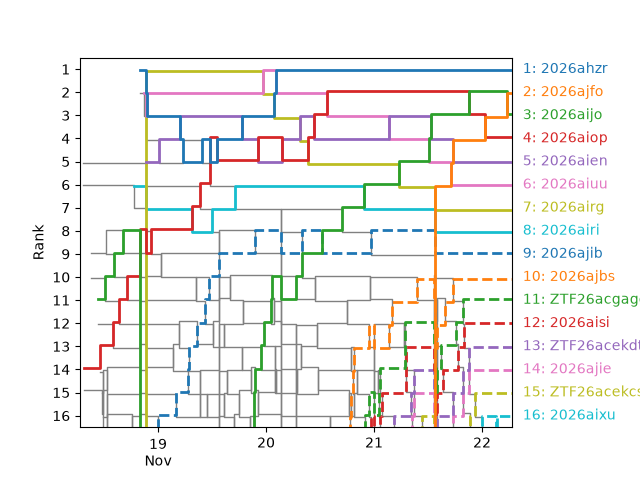 1
2
3
4
5
6
7
8
9
10
11
12
13
14
15
16
Rank
19
20
21
22
Nov
1: 2026ahzr
2: 2026ajfo
3: 2026aijo
4: 2026aiop
5: 2026aien
6: 2026aiuu
7: 2026airg
8: 2026airi
9: 2026ajib
10: 2026ajbs
11: ZTF26acgag
12: 2026aisi
13: ZTF26acekd
14: 2026ajie
15: ZTF26acekcs
16: 2026aixu